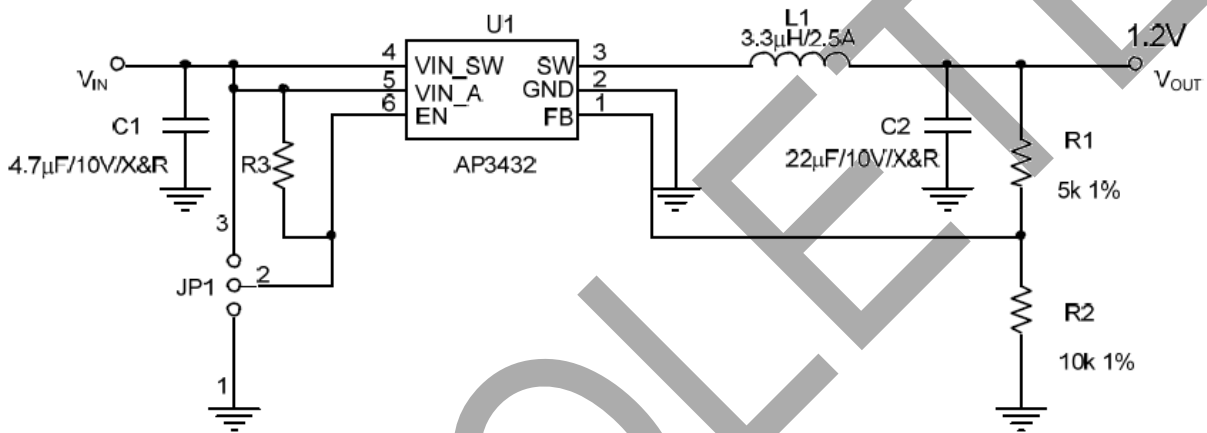 U1
L1
3.3μH/2.5A
1.2V
VIN
4
VIN_SW
SW
3
VOUT
5
VIN_A
GND
2
6
EN
FB
1
C1
4.7μF/10V/X&R
R3
AP3432
C2
22μF/10V/X&R
R1
5k 1%
3
JP1
2
R2
10k 1%
1
OLETE